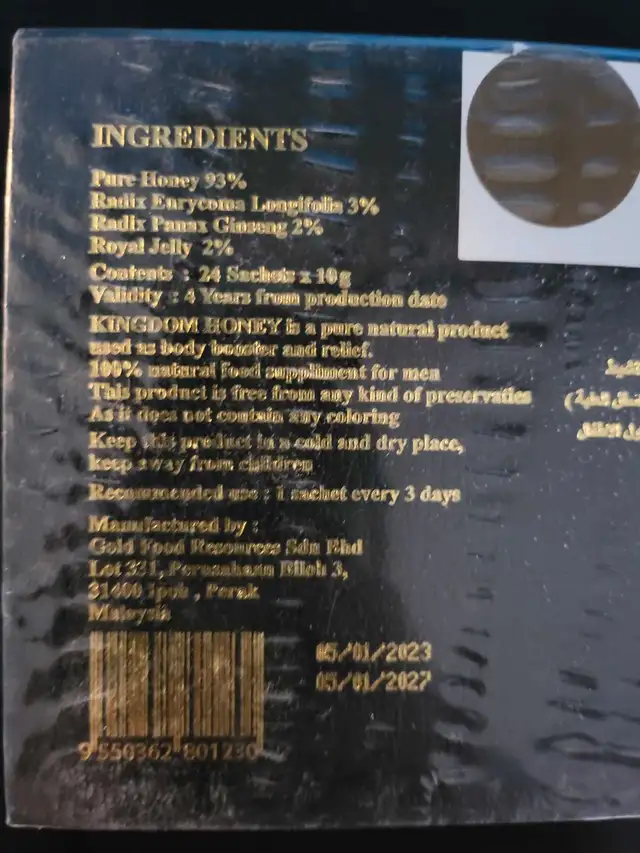 INGREDIENTS
Pure Honey 93%
Radix Eurycoma Longifolia 3%
Radix Panax Ginseng 2%
Royal Jelly 2%
Contents : 24 Sachets x 10g
Validity : 4 Years from production date
KINGDOM HONEY is a pure natural product
used as body booster and relief.
100% natural food suppliment for men
This product is free from any kind of preservaties
As it does not contain any coloring
Keep this product in a cold and dry place,
keep away from children
Recommended use : 1 sachet every 3 days
Manufactured by :
Gold Food Resources Sdn Bhd
Lot 331, Perusahaan 3,
31400 Ipoh , Perak
Malaysia
05/01/2023
05/01/2027
9 550362 801230